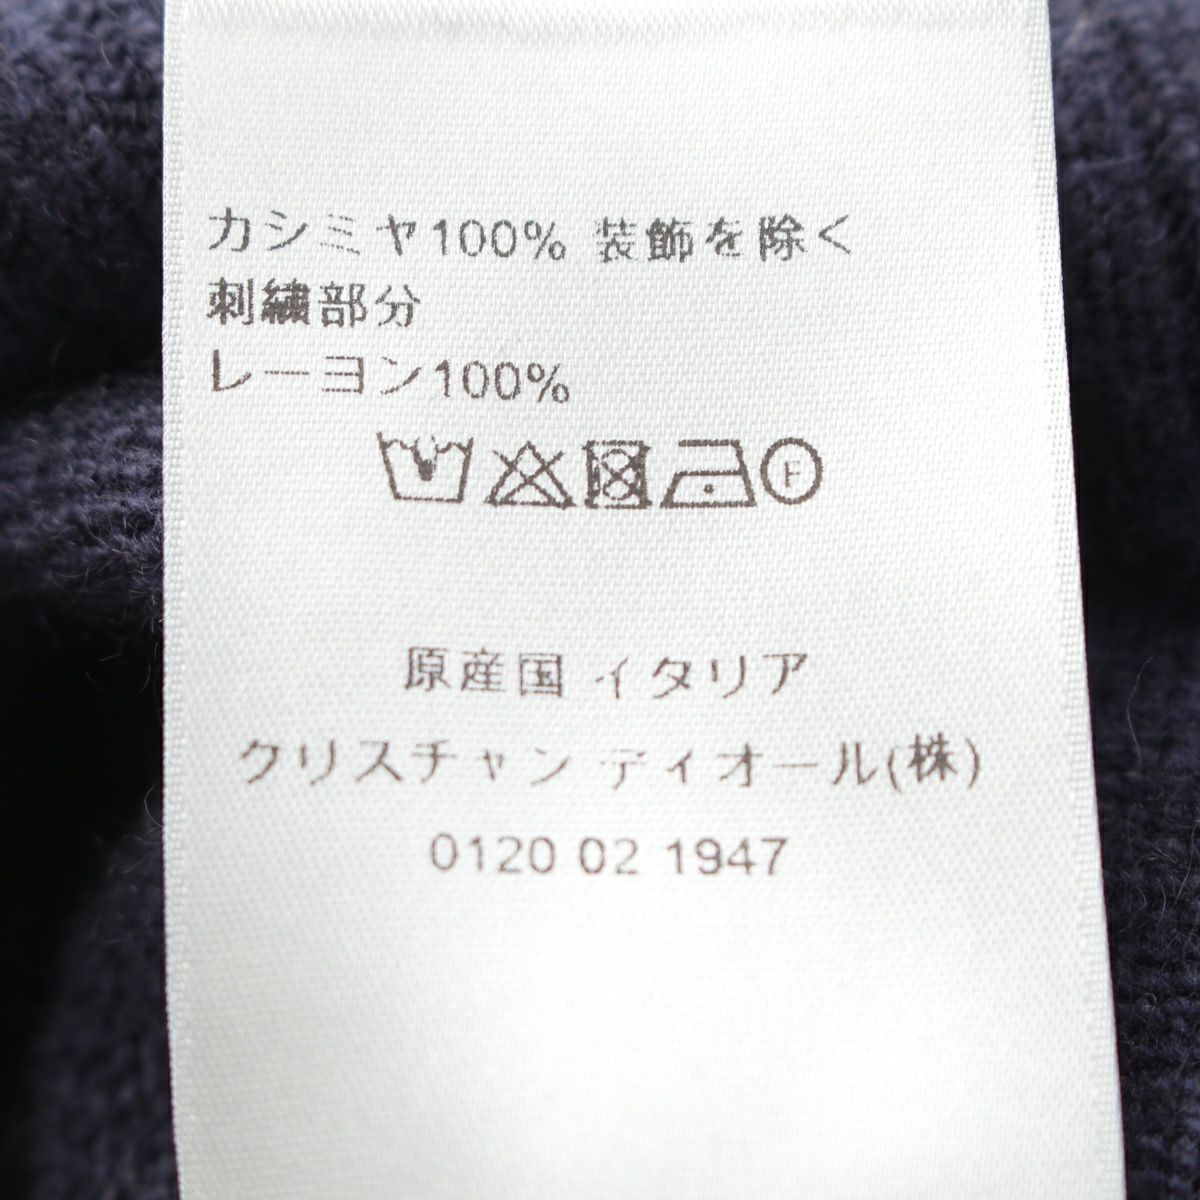 カシミヤ100% 装飾を除く
刺繍部分
レーヨン100%
F
原産国 イタリア
クリスチャン ディオール(株)
0120 02 1947